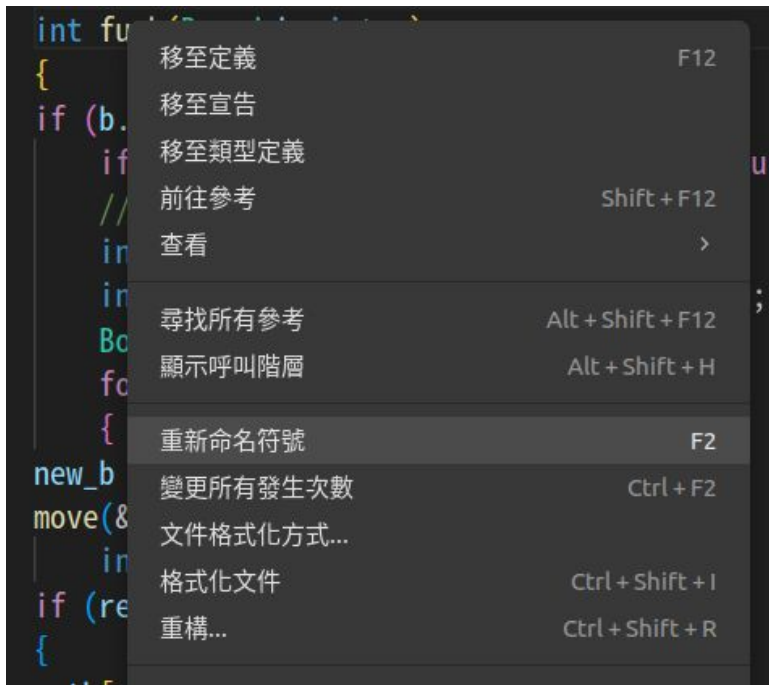 int
移至定義 F12
{
移至宣告
if (b.
移至類型定義
if
前往參考 Shift + F12
//
查看 >
in
in
;
尋找所有參考 Alt + Shift + F12
Bo
顯示呼叫階層 Alt + Shift + H
fo
{
重新命名符號 F2
new_b
變更所有發生次數 Ctrl + F2
move(&
文件格式化方式...
in
格式化文件 Ctrl + Shift + I
if (re
重構... Ctrl + Shift + R
{